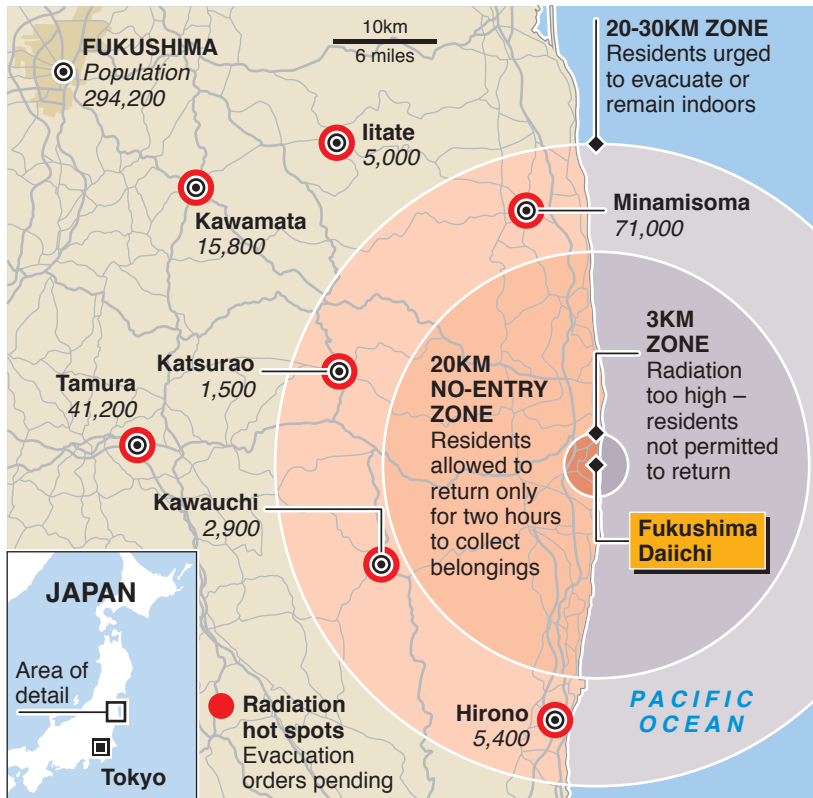 FUKUSHIMA
Population
294,200
10km
6 miles
20-30KM ZONE
Residents urged
to evacuate or
remain indoors
Iitate
5,000
Kawamata
15,800
Minamisoma
71,000
3KM
ZONE
Radiation
too high –
residents
not permitted
to return
Katsurao
1,500
20KM
NO-ENTRY
ZONE
Residents
allowed to
return only
for two hours
to collect
belongings
Tamura
41,200
Kawauchi
2,900
Fukushima
Daiichi
JAPAN
Area of
detail
Tokyo
Radiation
hot spots
Evacuation
orders pending
Hirono
5,400
PACIFIC
OCEAN